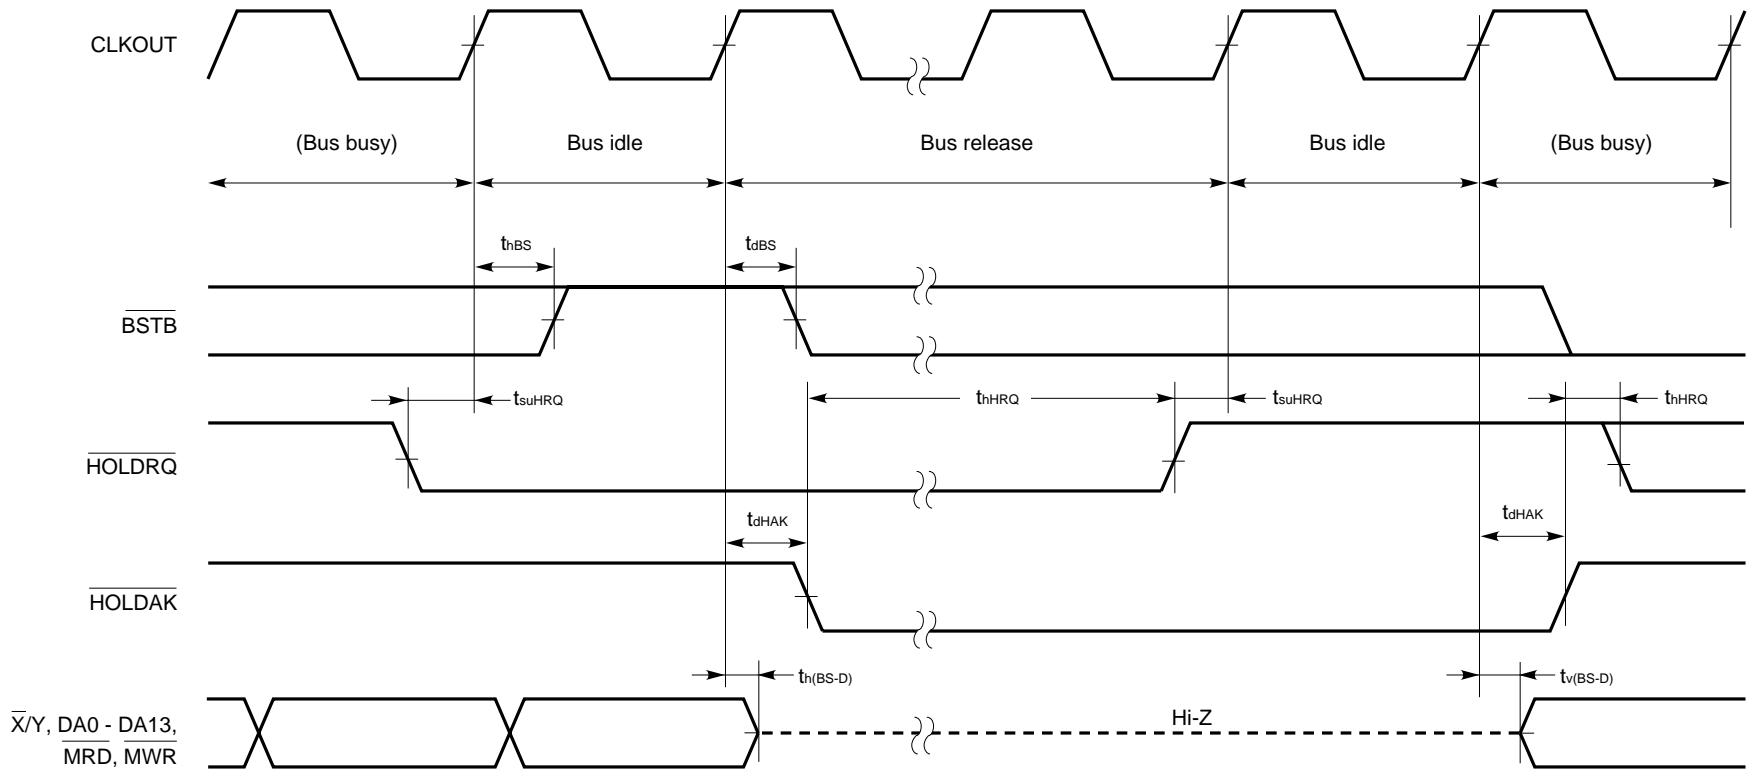 CLKOUT
(Bus busy) Bus idle Bus release Bus idle (Bus busy)
thBS tdBS
BSTB
tsuHRQ thHRQ tsuHRQ thHRQ
HOLDRQ
tdHAK tdHAK
HOLDAK
th(BS-D) tv(BS-D)
X/Y, DA0 - DA13,
MRD, MWR
Hi-Z